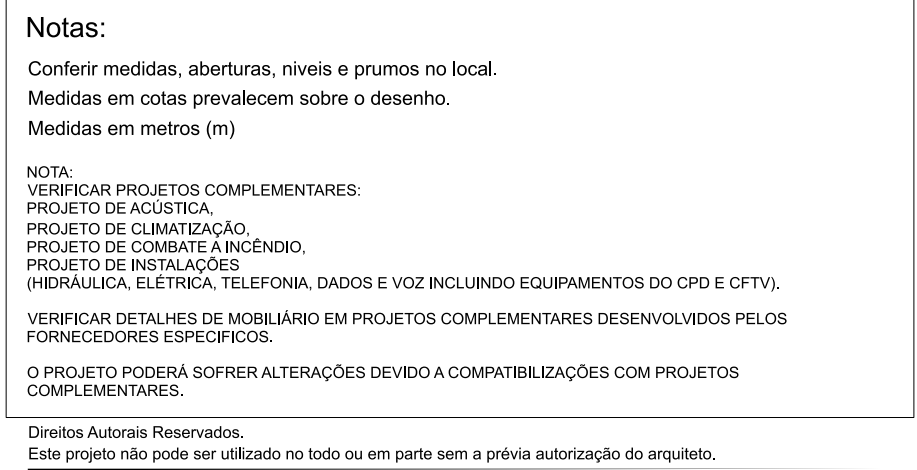 Notas:
Conferir medidas, aberturas, niveis e prumos no local.
Medidas em cotas prevalecem sobre o desenho.
Medidas em metros (m)
NOTA:
VERIFICAR PROJETOS COMPLEMENTARES:
PROJETO DE ACÚSTICA,
PROJETO DE CLIMATIZAÇÃO,
PROJETO DE COMBATE A INCÊNDIO,
PROJETO DE INSTALAÇÕES
(HIDRÁULICA, ELÉTRICA, TELEFONIA, DADOS E VOZ INCLUINDO EQUIPAMENTOS DO CPD E CFTV).
VERIFICAR DETALHES DE MOBILIÁRIO EM PROJETOS COMPLEMENTARES DESENVOLVIDOS PELOS
FORNECEDORES ESPECIFICOS.
O PROJETO PODERÁ SOFRER ALTERAÇÕES DEVIDO A COMPATIBILIZAÇÕES COM PROJETOS
COMPLEMENTARES.
Direitos Autorais Reservados.
Este projeto não pode ser utilizado no todo ou em parte sem a prévia autorização do arquiteto.